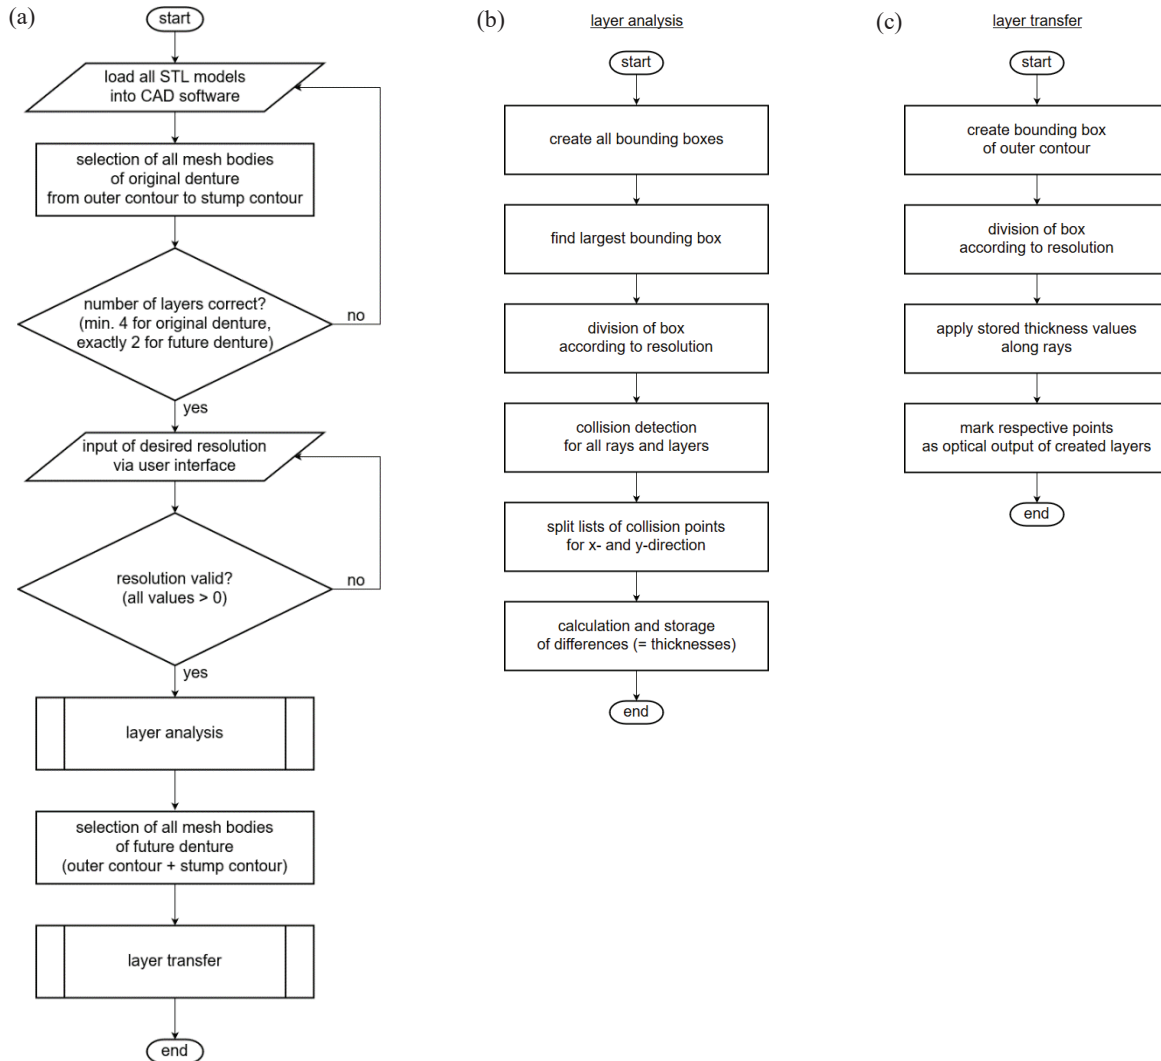 (a)
start
load all STL models
into CAD software
selection of all mesh bodies
of original denture
from outer contour to stump contour
number of layers correct?
(min. 4 for original denture,
exactly 2 for future denture)
no
yes
input of desired resolution
via user interface
resolution valid?
(all values > 0)
no
yes
layer analysis
selection of all mesh bodies
of future denture
(outer contour + stump contour)
layer transfer
end
(b)
layer analysis
start
create all bounding boxes
find largest bounding box
division of box
according to resolution
collision detection
for all rays and layers
split lists of collision points
for x- and y-direction
calculation and storage
of differences (= thicknesses)
end
(c)
layer transfer
start
create bounding box
of outer contour
division of box
according to resolution
apply stored thickness values
along rays
mark respective points
as optical output of created layers
end